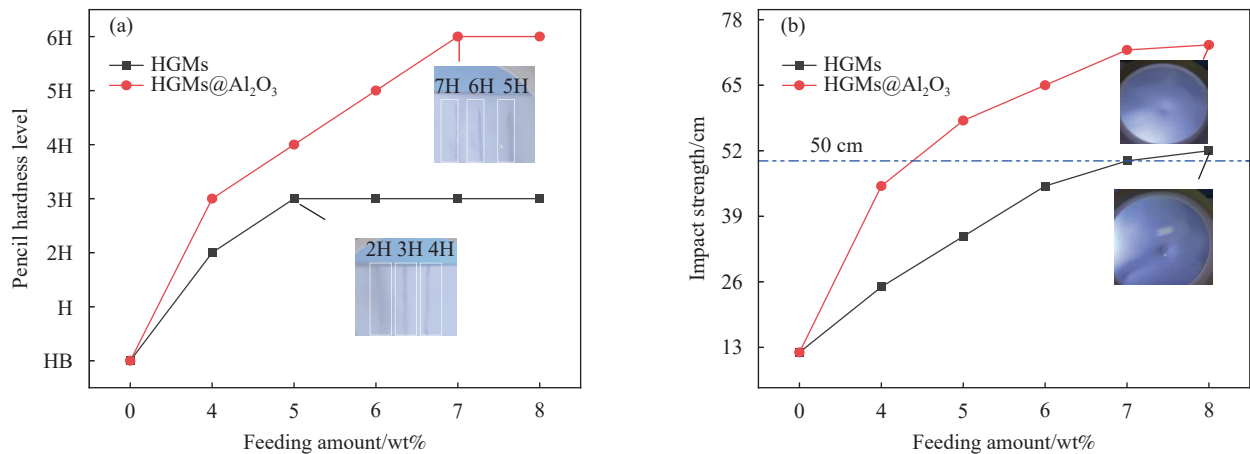 (a)
HGMs
HGMs@Al₂O₃
6H
5H
4H
3H
2H
H
HB
Pencil hardness level
7H 6H 5H
2H 3H 4H
0 4 5 6 7 8
Feeding amount/wt%
(b)
HGMs
HGMs@Al₂O₃
78
65
52
39
26
13
Impact strength/cm
50 cm
0 4 5 6 7 8
Feeding amount/wt%